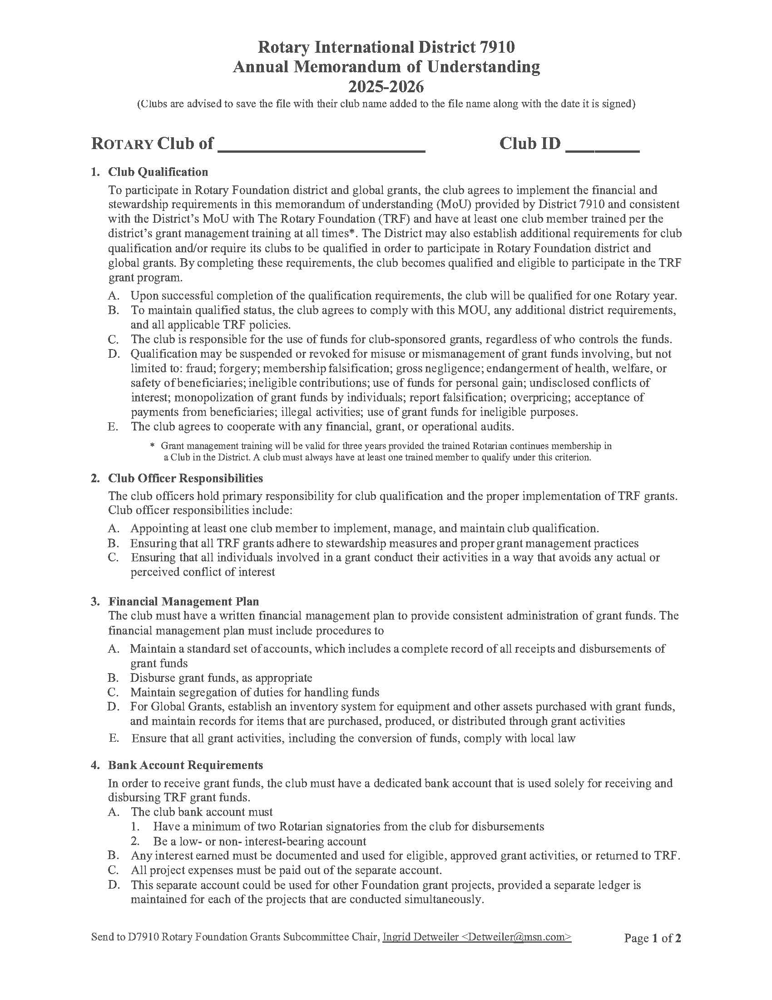 Rotary International District 7910
Annual Memorandum of Understanding
2025-2026
(Clubs are advised to save the file with their club name added to the file name along with the date it is signed)
ROTARY Club of ______________________ Club ID ________
1. Club Qualification
To participate in Rotary Foundation district and global grants, the club agrees to implement the financial and
stewardship requirements in this memorandum of understanding (MoU) provided by District 7910 and consistent
with the District's MoU with The Rotary Foundation (TRF) and have at least one club member trained per the
district's grant management training at all times*. The District may also establish additional requirements for club
qualification and/or require its clubs to be qualified in order to participate in Rotary Foundation district and
global grants. By completing these requirements, the club becomes qualified and eligible to participate in the TRF
grant program.
A. Upon successful completion of the qualification requirements, the club will be qualified for one Rotary year.
B. To maintain qualified status, the club agrees to comply with this MOU, any additional district requirements,
and all applicable TRF policies.
C. The club is responsible for the use of funds for club-sponsored grants, regardless of who controls the funds.
D. Qualification may be suspended or revoked for misuse or mismanagement of grant funds involving, but not
limited to: fraud; forgery; membership falsification; gross negligence; endangerment of health, welfare, or
safety of beneficiaries; ineligible contributions; use of funds for personal gain; undisclosed conflicts of
interest; monopolization of grant funds by individuals; report falsification; overpricing; acceptance of
payments from beneficiaries; illegal activities; use of grant funds for ineligible purposes.
E. The club agrees to cooperate with any financial, grant, or operational audits.
* Grant management training will be valid for three years provided the trained Rotarian continues membership in
a Club in the District. A club must always have at least one trained member to qualify under this criterion.
2. Club Officer Responsibilities
The club officers hold primary responsibility for club qualification and the proper implementation of TRF grants.
Club officer responsibilities include:
A. Appointing at least one club member to implement, manage, and maintain club qualification.
B. Ensuring that all TRF grants adhere to stewardship measures and proper grant management practices
C. Ensuring that all individuals involved in a grant conduct their activities in a way that avoids any actual or
perceived conflict of interest
3. Financial Management Plan
The club must have a written financial management plan to provide consistent administration of grant funds. The
financial management plan must include procedures to
A. Maintain a standard set of accounts, which includes a complete record of all receipts and disbursements of
grant funds
B. Disburse grant funds, as appropriate
C. Maintain segregation of duties for handling funds
D. For Global Grants, establish an inventory system for equipment and other assets purchased with grant funds,
and maintain records for items that are purchased, produced, or distributed through grant activities
E. Ensure that all grant activities, including the conversion of funds, comply with local law
4. Bank Account Requirements
In order to receive grant funds, the club must have a dedicated bank account that is used solely for receiving and
disbursing TRF grant funds.
A. The club bank account must
1. Have a minimum of two Rotarian signatories from the club for disbursements
2. Be a low- or non- interest-bearing account
B. Any interest earned must be documented and used for eligible, approved grant activities, or returned to TRF.
C. All project expenses must be paid out of the separate account.
D. This separate account could be used for other Foundation grant projects, provided a separate ledger is
maintained for each of the projects that are conducted simultaneously.
Send to D7910 Rotary Foundation Grants Subcommittee Chair, Ingrid Detweiler <Detweiler@msn.com> Page 1 of 2